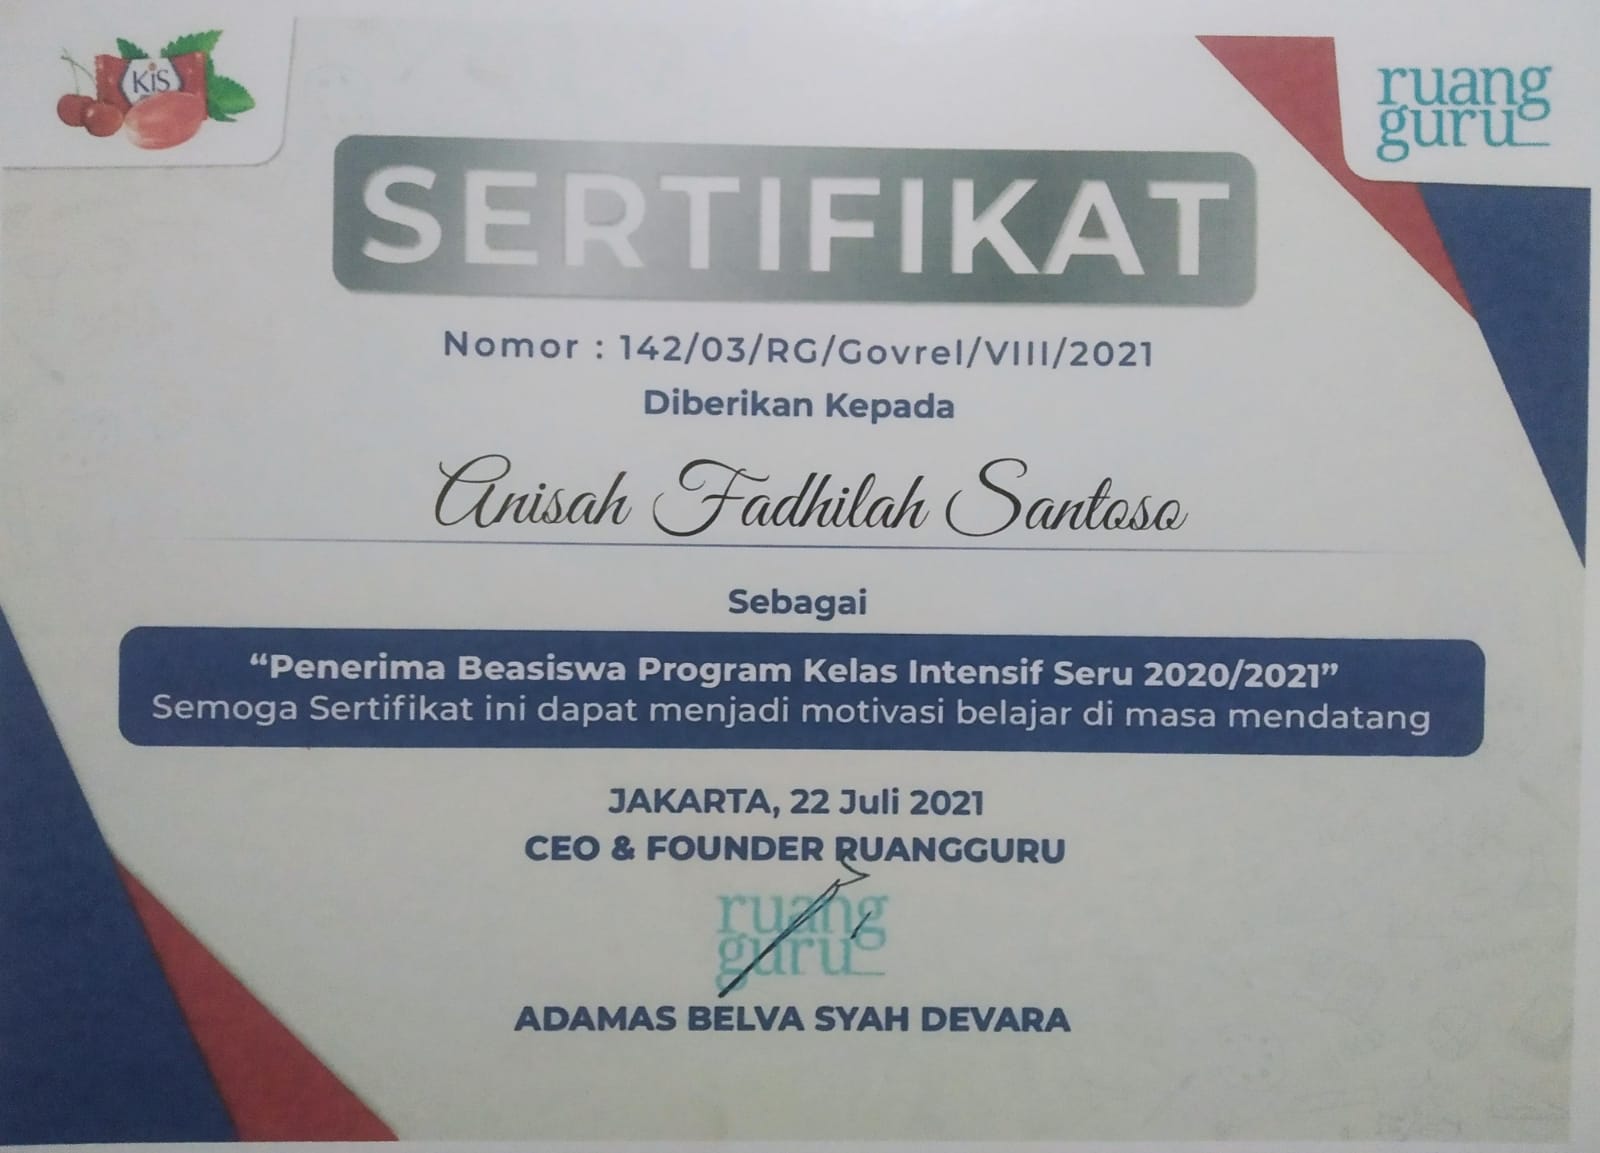 KiS
ruang
guru
SERTIFIKAT
Nomor : 142/03/RG/Govrel/VIII/2021
Diberikan Kepada
Anisah Fadhilah Santoso
Sebagai
“Penerima Beasiswa Program Kelas Intensif Seru 2020/2021”
Semoga Sertifikat ini dapat menjadi motivasi belajar di masa mendatang
JAKARTA, 22 Juli 2021
CEO & FOUNDER RUANGGURU
ruang
guru
ADAMAS BELVA SYAH DEVARA